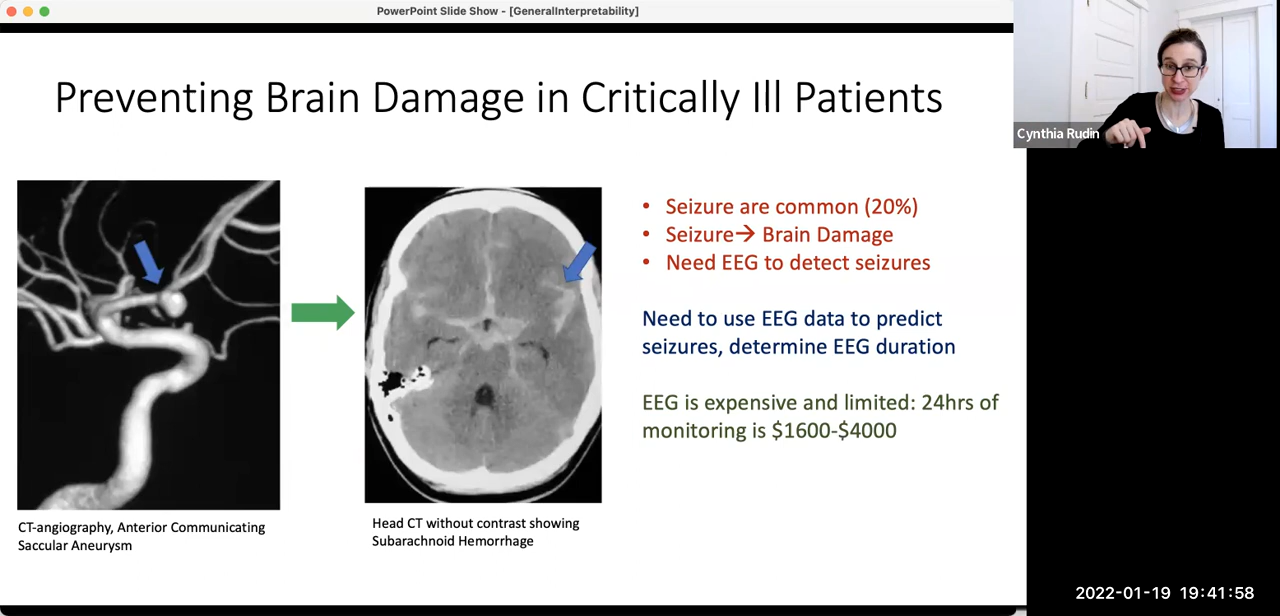 PowerPoint Slide Show - [GeneralInterpretability]
Preventing Brain Damage in Critically Ill Patients
Cynthia Rudin
• Seizure are common (20%)
• Seizure→ Brain Damage
• Need EEG to detect seizures
Need to use EEG data to predict
seizures, determine EEG duration
EEG is expensive and limited: 24hrs of
monitoring is $1600-$4000
CT-angiography, Anterior Communicating
Saccular Aneurysm
Head CT without contrast showing
Subarachnoid Hemorrhage
2022-01-19 19:41:58